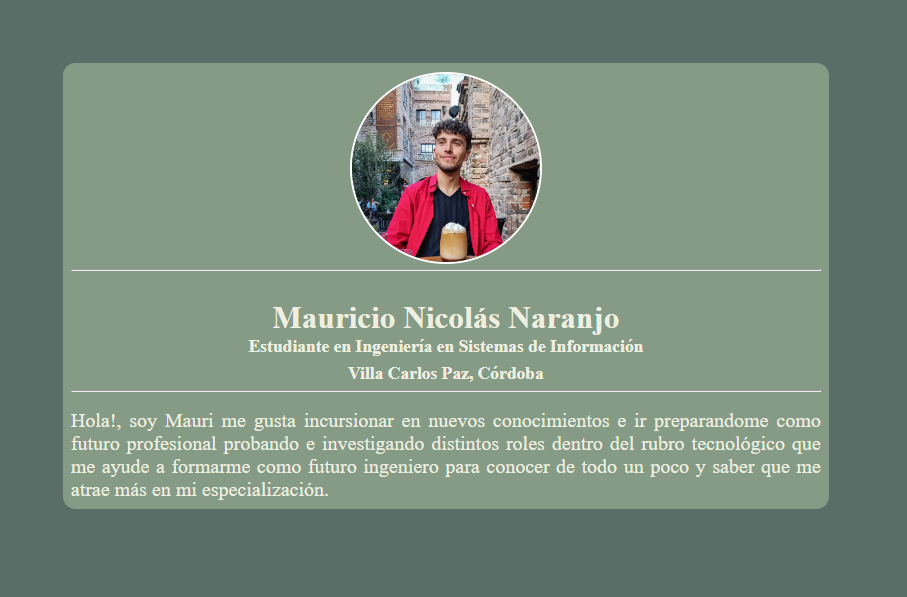 Mauricio Nicolás Naranjo
Estudiante en Ingeniería en Sistemas de Información
Villa Carlos Paz, Córdoba
Hola!, soy Mauri me gusta incursionar en nuevos conocimientos e ir preparandome como
futuro profesional probando e investigando distintos roles dentro del rubro tecnológico que
me ayude a formarme como futuro ingeniero para conocer de todo un poco y saber que me
atrae más en mi especialización.